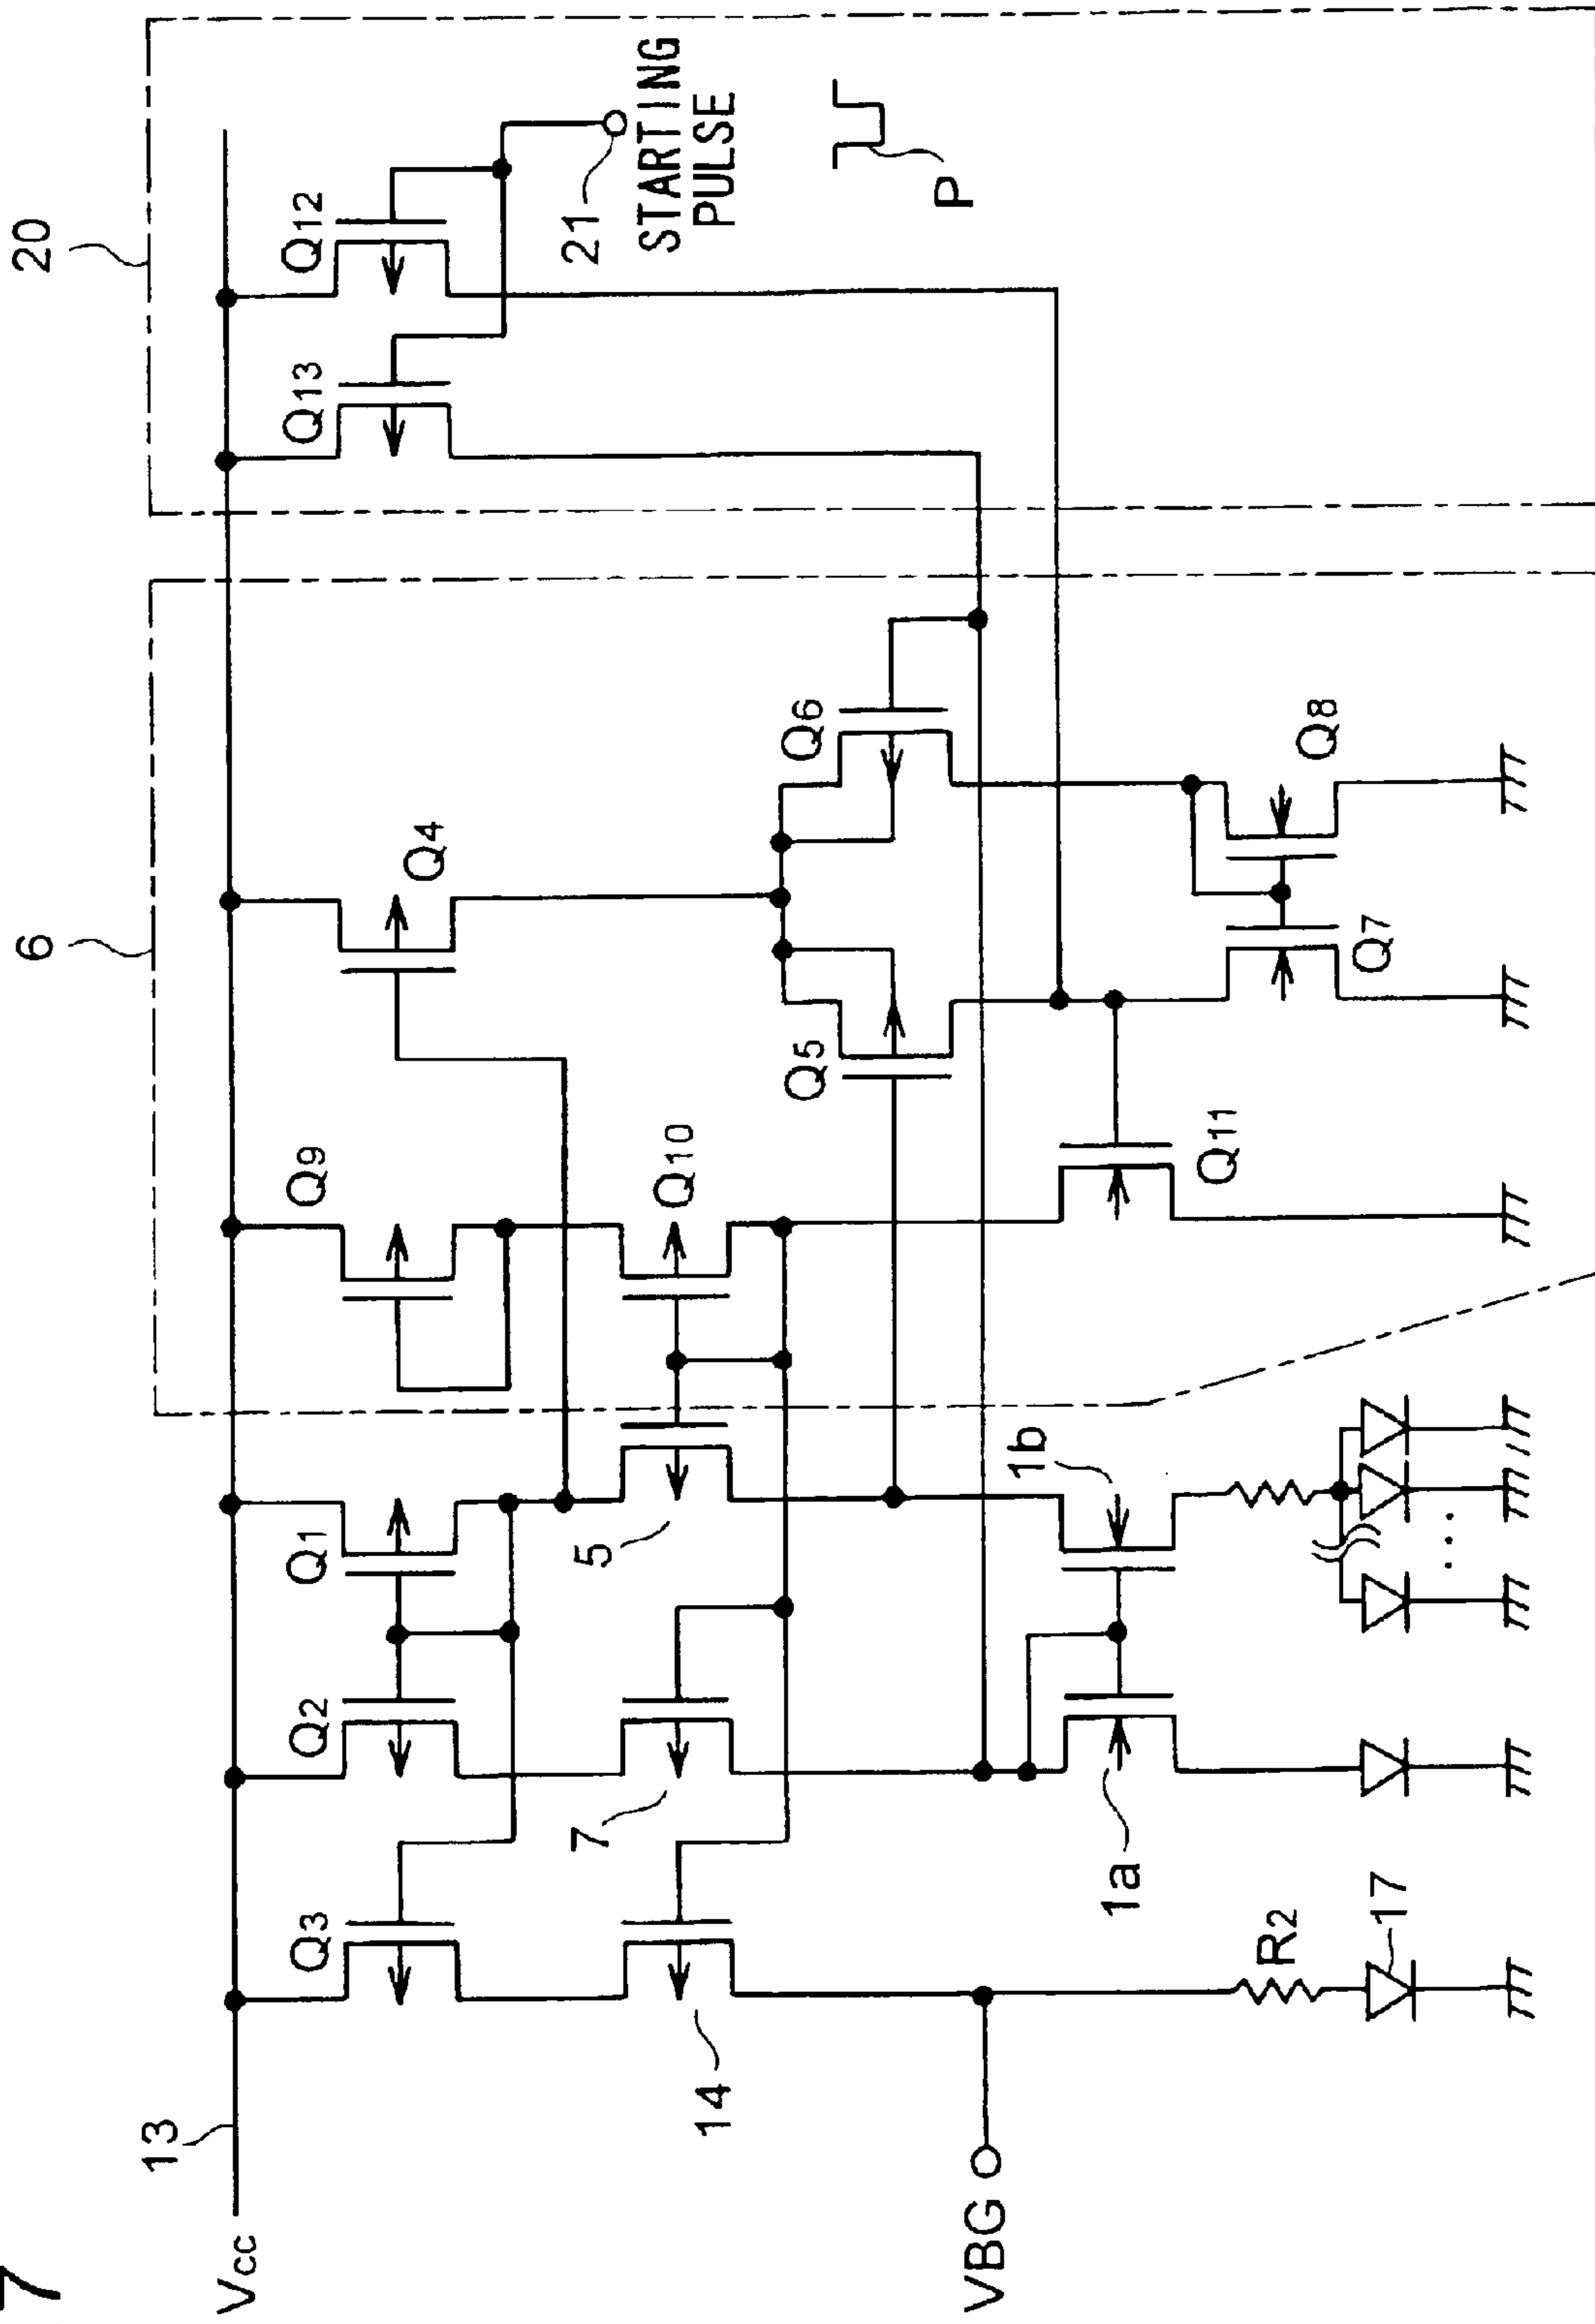 7
20
6
13
Vcc
Q12
Q13
21
STARTING
PULSE
P
Q4
Q9
Q1
Q2
Q3
Q10
5
7
14
Q6
Q5
Q8
Q7
Q11
VBG
1b
1a
R2
17